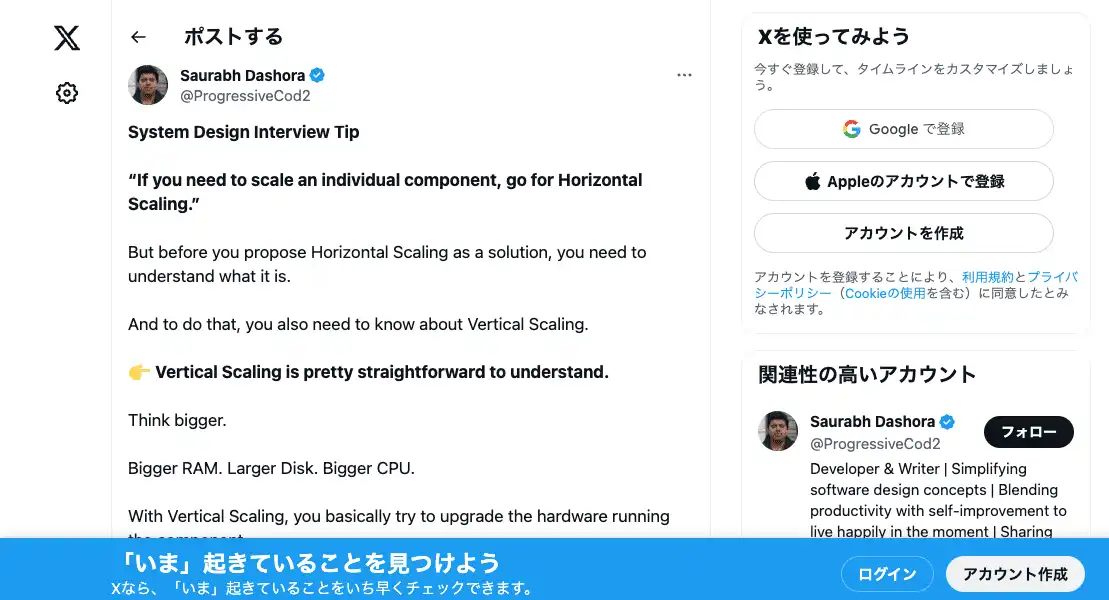 ポストする
Saurabh Dashora
@ProgressiveCod2
System Design Interview Tip
“If you need to scale an individual component, go for Horizontal
Scaling.”
But before you propose Horizontal Scaling as a solution, you need to
understand what it is.
And to do that, you also need to know about Vertical Scaling.
👉 Vertical Scaling is pretty straightforward to understand.
Think bigger.
Bigger RAM. Larger Disk. Bigger CPU.
With Vertical Scaling, you basically try to upgrade the hardware running
the component.
Xを使ってみよう
今すぐ登録して、タイムラインをカスタマイズしましょ
う。
Google で登録
Appleのアカウントで登録
アカウントを作成
アカウントを登録することにより、利用規約とプライバ
シーポリシー（Cookieの使用を含む）に同意したとみ
なされます。
関連性の高いアカウント
Saurabh Dashora
@ProgressiveCod2
フォロー
Developer & Writer | Simplifying
software design concepts | Blending
productivity with self-improvement to
live happily in the moment | Sharing
「いま」起きていることを見つけよう
Xなら、「いま」起きていることをいち早くチェックできます。
ログイン
アカウント作成